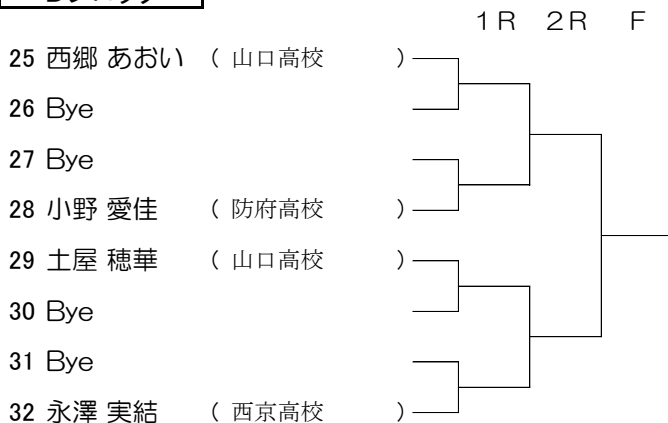 1R 2R F
25 西郷 あおい ( 山口高校 )
26 Bye
27 Bye
28 小野 愛佳 ( 防府高校 )
29 土屋 穂華 ( 山口高校 )
30 Bye
31 Bye
32 永澤 実結 ( 西京高校 )